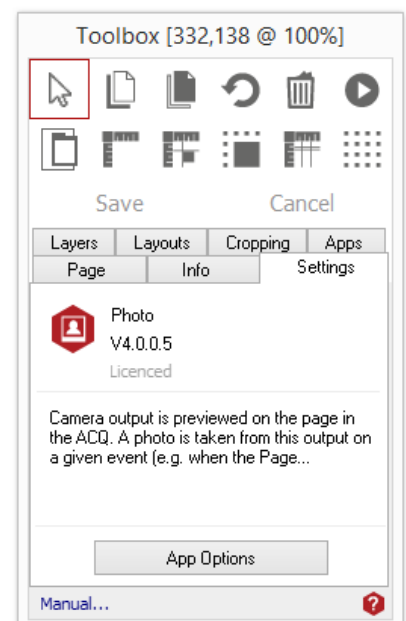 Toolbox [332,138 @ 100%]
Save Cancel
Layers Layouts Cropping Apps
Page Info Settings
Photo
V4.0.0.5
Licenced
Camera output is previewed on the page in
the ACQ. A photo is taken from this output on
a given event (e.g. when the Page...
App Options
Manual... ?